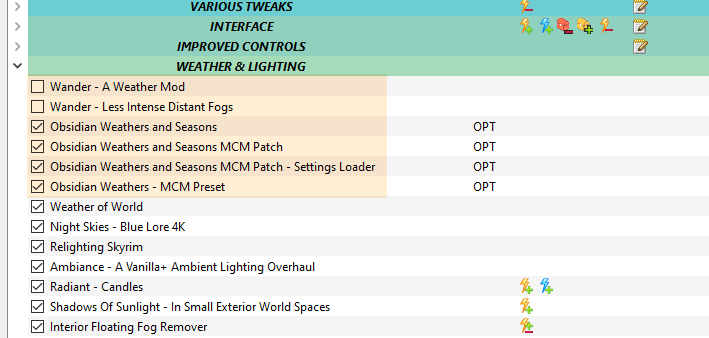 VARIOUS TWEAKS
INTERFACE
IMPROVED CONTROLS
WEATHER & LIGHTING
Wander - A Weather Mod
Wander - Less Intense Distant Fogs
Obsidian Weathers and Seasons OPT
Obsidian Weathers and Seasons MCM Patch OPT
Obsidian Weathers and Seasons MCM Patch - Settings Loader OPT
Obsidian Weathers - MCM Preset OPT
Weather of World
Night Skies - Blue Lore 4K
Relighting Skyrim
Ambiance - A Vanilla+ Ambient Lighting Overhaul
Radiant - Candles
Shadows Of Sunlight - In Small Exterior World Spaces
Interior Floating Fog Remover